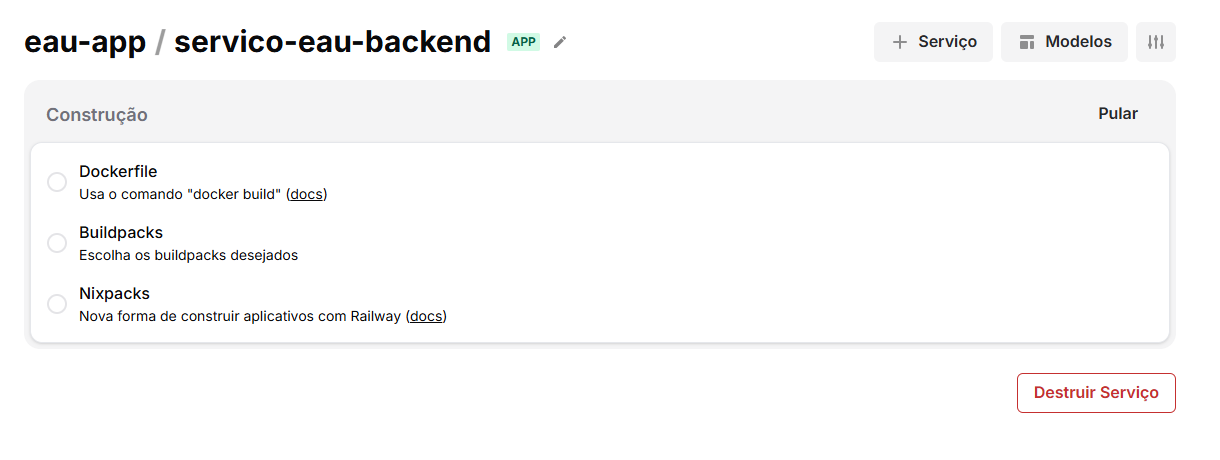 eau-app / servico-eau-backend APP
+ Serviço
Modelos
Construção
Pular
Dockerfile
Usa o comando "docker build" (docs)
Buildpacks
Escolha os buildpacks desejados
Nixpacks
Nova forma de construir aplicativos com Railway (docs)
Destruir Serviço